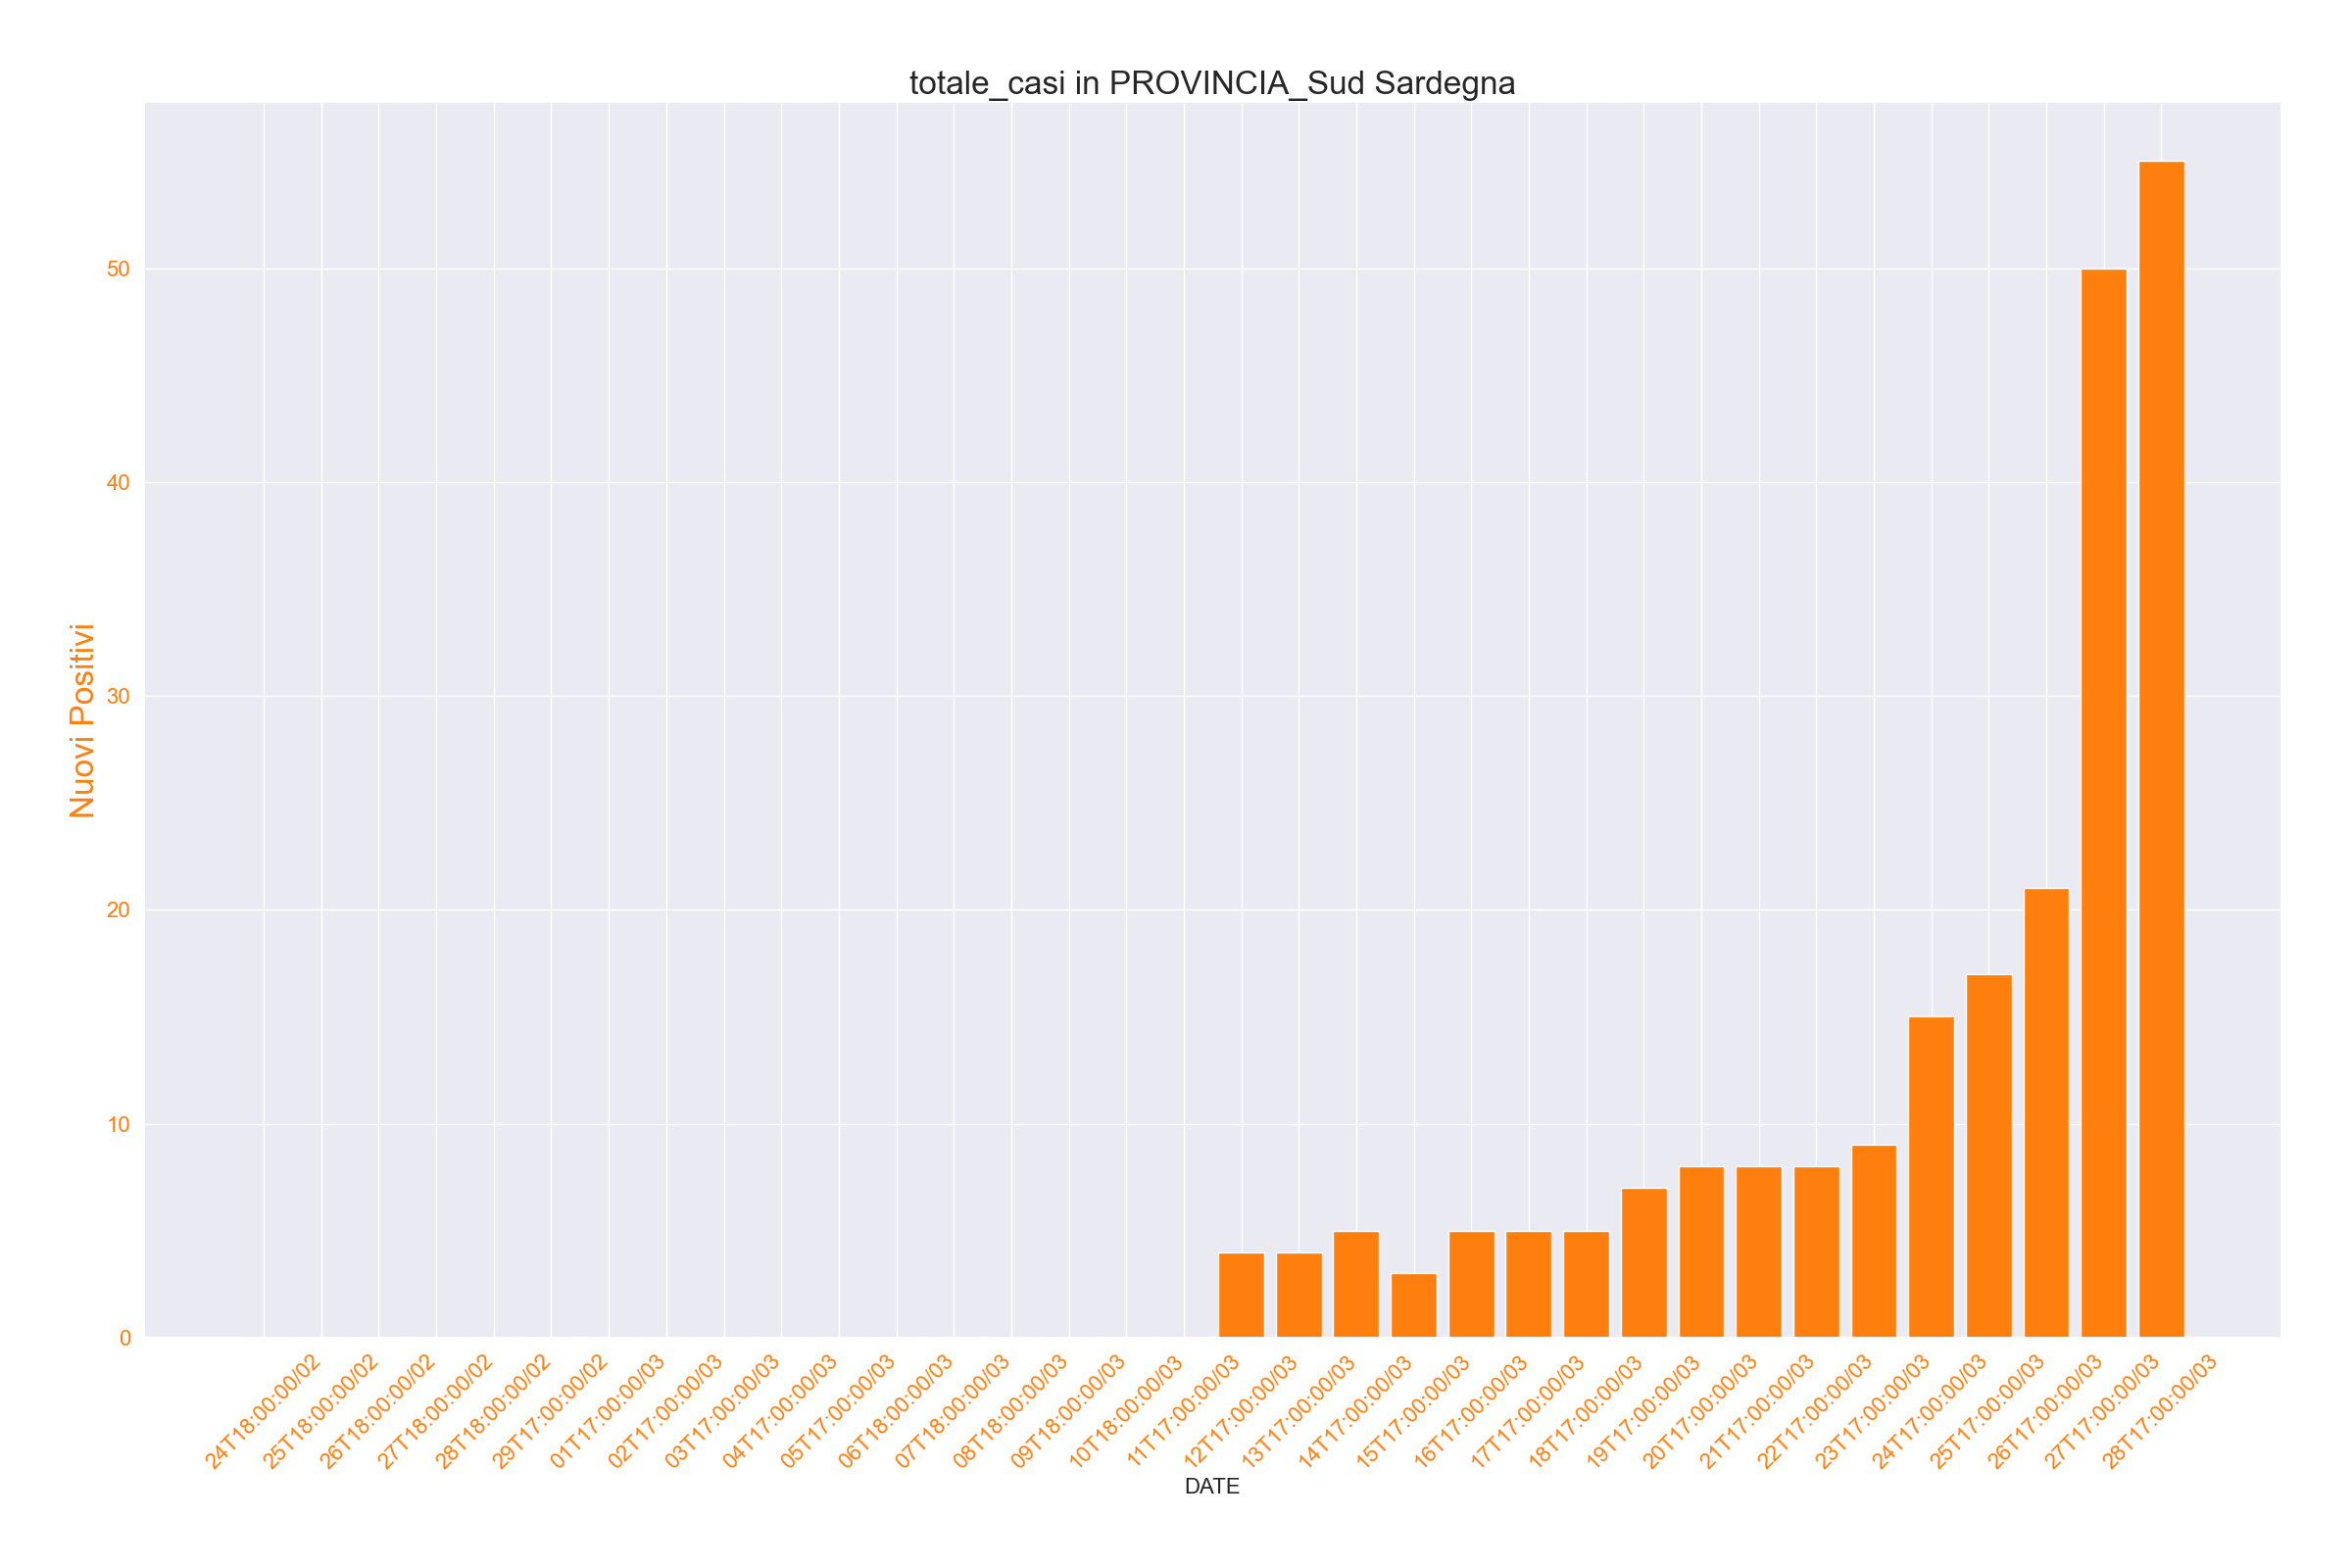 totale_casi in PROVINCIA_Sud Sardegna
Nuovi Positivi
50
40
30
20
10
0
24T18:00:00/02
25T18:00:00/02
26T18:00:00/02
27T18:00:00/02
28T18:00:00/02
29T17:00:00/02
01T17:00:00/03
02T17:00:00/03
03T17:00:00/03
04T17:00:00/03
05T17:00:00/03
06T18:00:00/03
07T18:00:00/03
08T18:00:00/03
09T18:00:00/03
10T18:00:00/03
11T17:00:00/03
12T17:00:00/03
13T17:00:00/03
14T17:00:00/03
15T17:00:00/03
16T17:00:00/03
17T17:00:00/03
18T17:00:00/03
19T17:00:00/03
20T17:00:00/03
21T17:00:00/03
22T17:00:00/03
23T17:00:00/03
24T17:00:00/03
25T17:00:00/03
26T17:00:00/03
27T17:00:00/03
28T17:00:00/03
DATE